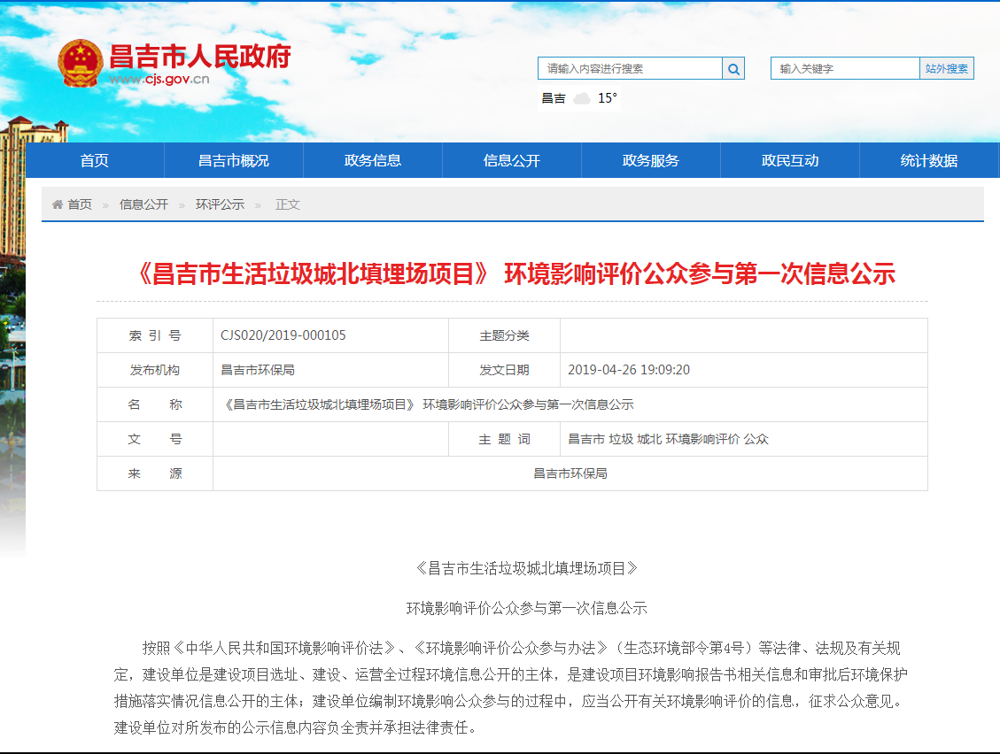 昌吉市人民政府
www.cjs.gov.cn
请输入内容进行搜索
输入关键字 站外搜索
昌吉 15°
首页 昌吉市概况 政务信息 信息公开 政务服务 政民互动 统计数据
首页 » 信息公开 » 环评公示 » 正文
《昌吉市生活垃圾城北填埋场项目》 环境影响评价公众参与第一次信息公示
索 引 号 CJS020/2019-000105 主题分类
发布机构 昌吉市环保局 发文日期 2019-04-26 19:09:20
名 称 《昌吉市生活垃圾城北填埋场项目》 环境影响评价公众参与第一次信息公示
文 号 主 题 词 昌吉市 垃圾 城北 环境影响评价 公众
来 源 昌吉市环保局
《昌吉市生活垃圾城北填埋场项目》
环境影响评价公众参与第一次信息公示
按照《中华人民共和国环境影响评价法》、《环境影响评价公众参与办法》（生态环境部令第4号）等法律、法规及有关规
定，建设单位是建设项目选址、建设、运营全过程环境信息公开的主体，是建设项目环境影响报告书相关信息和审批后环境保护
措施落实情况信息公开的主体；建设单位编制环境影响公众参与的过程中，应当公开有关环境影响评价的信息，征求公众意见。
建设单位对所发布的公示信息内容负全责并承担法律责任。